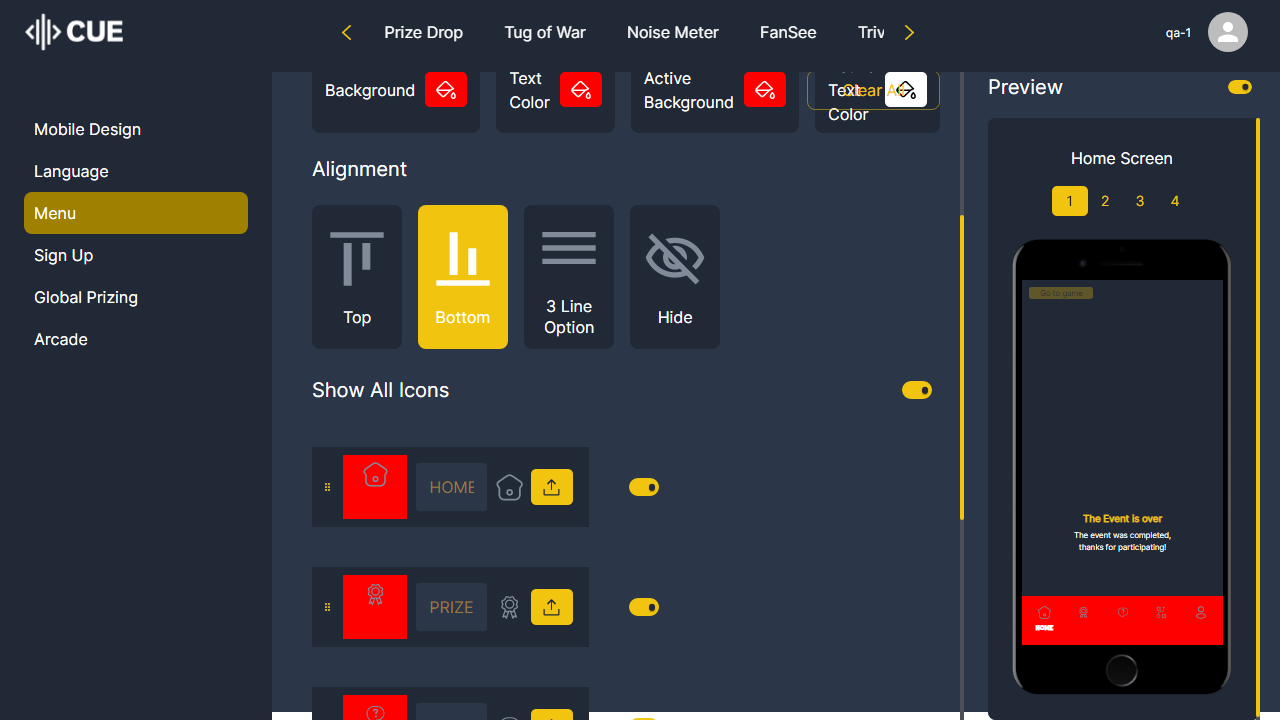 CUE
Prize Drop
Tug of War
Noise Meter
FanSee
Triv
qa-1
Mobile Design
Language
Menu
Sign Up
Global Prizing
Arcade
Background
Text
Color
Active
Background
Text
Color
Clear All
Alignment
Top
Bottom
3 Line
Option
Hide
Show All Icons
HOME
PRIZE
Preview
Home Screen
1 2 3 4
Go to game
The Event is over
The event was completed,
thanks for participating!
HOME